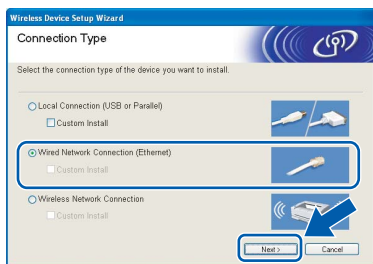 Wireless Device Setup Wizard
Connection Type
Select the connection type of the device you want to install.
Local Connection (USB or Parallel)
Custom Install
Wired Network Connection (Ethernet)
Custom Install
Wireless Network Connection
Custom Install
Next >
Cancel